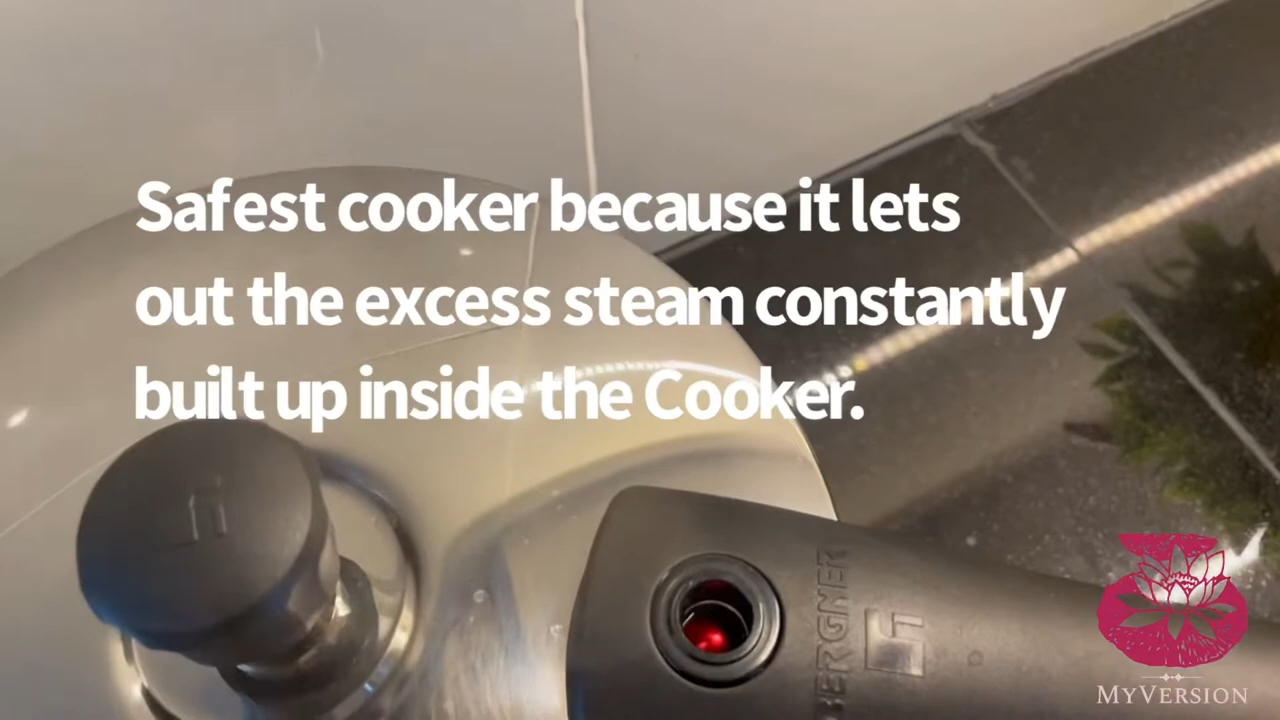 Safest cooker because it lets
out the excess steam constantly
built up inside the Cooker.
BERGNER
MYVERSION